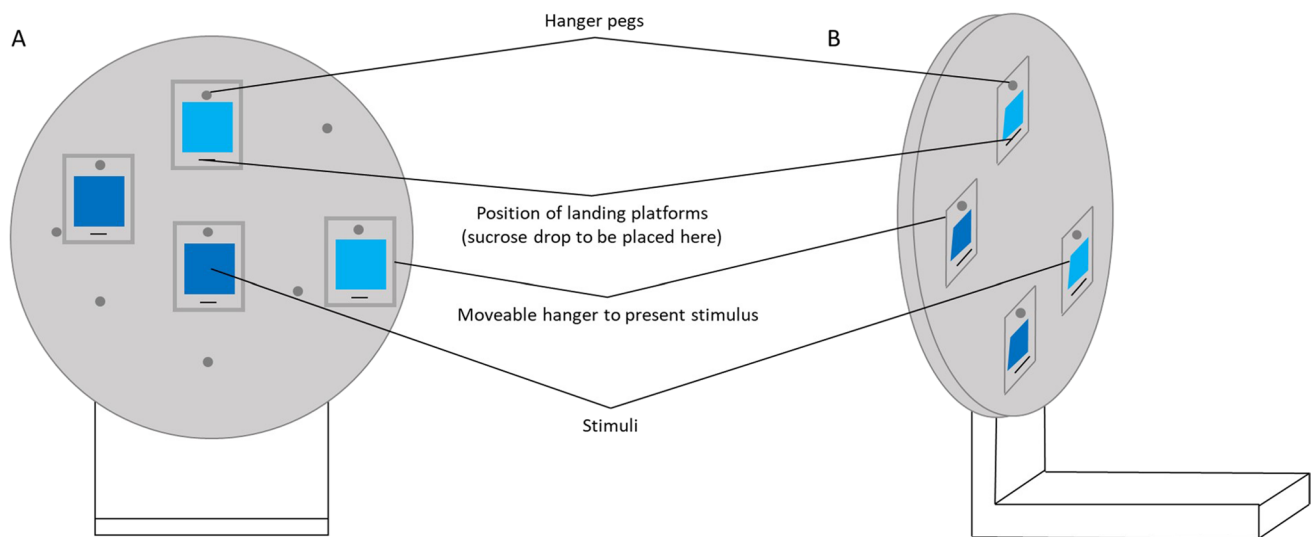 A
Hanger pegs
B
Position of landing platforms
(sucrose drop to be placed here)
Moveable hanger to present stimulus
Stimuli